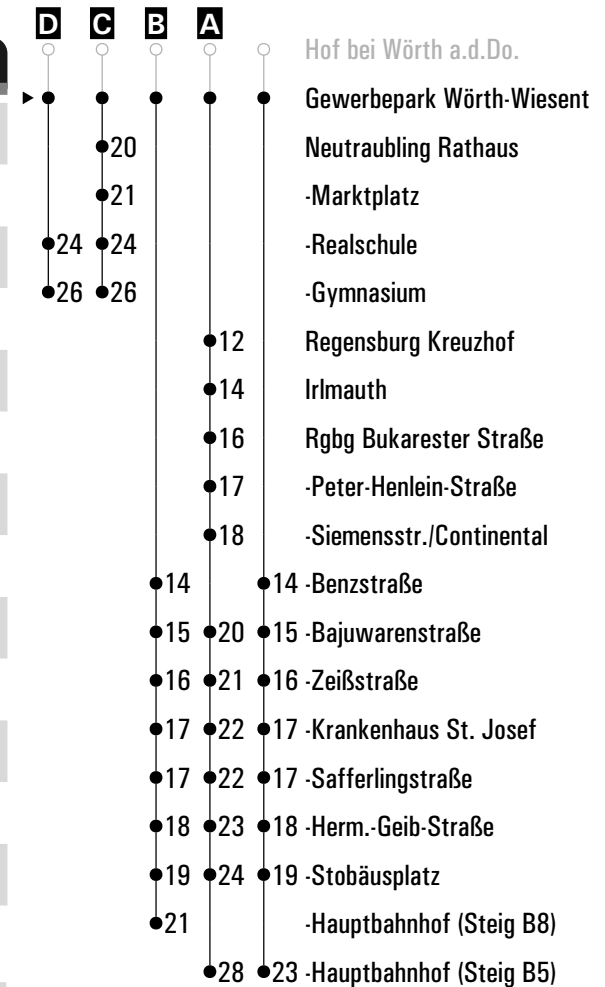 D C B A
Hof bei Wörth a.d.Do.
Gewerbepark Wörth-Wiesent
20 Neutraubling Rathaus
21 -Marktplatz
24 24 -Realschule
26 26 -Gymnasium
12 Regensburg Kreuzhof
14 Irlmauth
16 Rgbg Bukarester Straße
17 -Peter-Henlein-Straße
18 -Siemensstr./Continental
14 14 -Benzstraße
15 20 15 -Bajuwarenstraße
16 21 16 -Zeißstraße
17 22 17 -Krankenhaus St. Josef
17 22 17 -Safferlingstraße
18 23 18 -Herm.-Geib-Straße
19 24 19 -Stobäusplatz
21 -Hauptbahnhof (Steig B8)
28 23 -Hauptbahnhof (Steig B5)